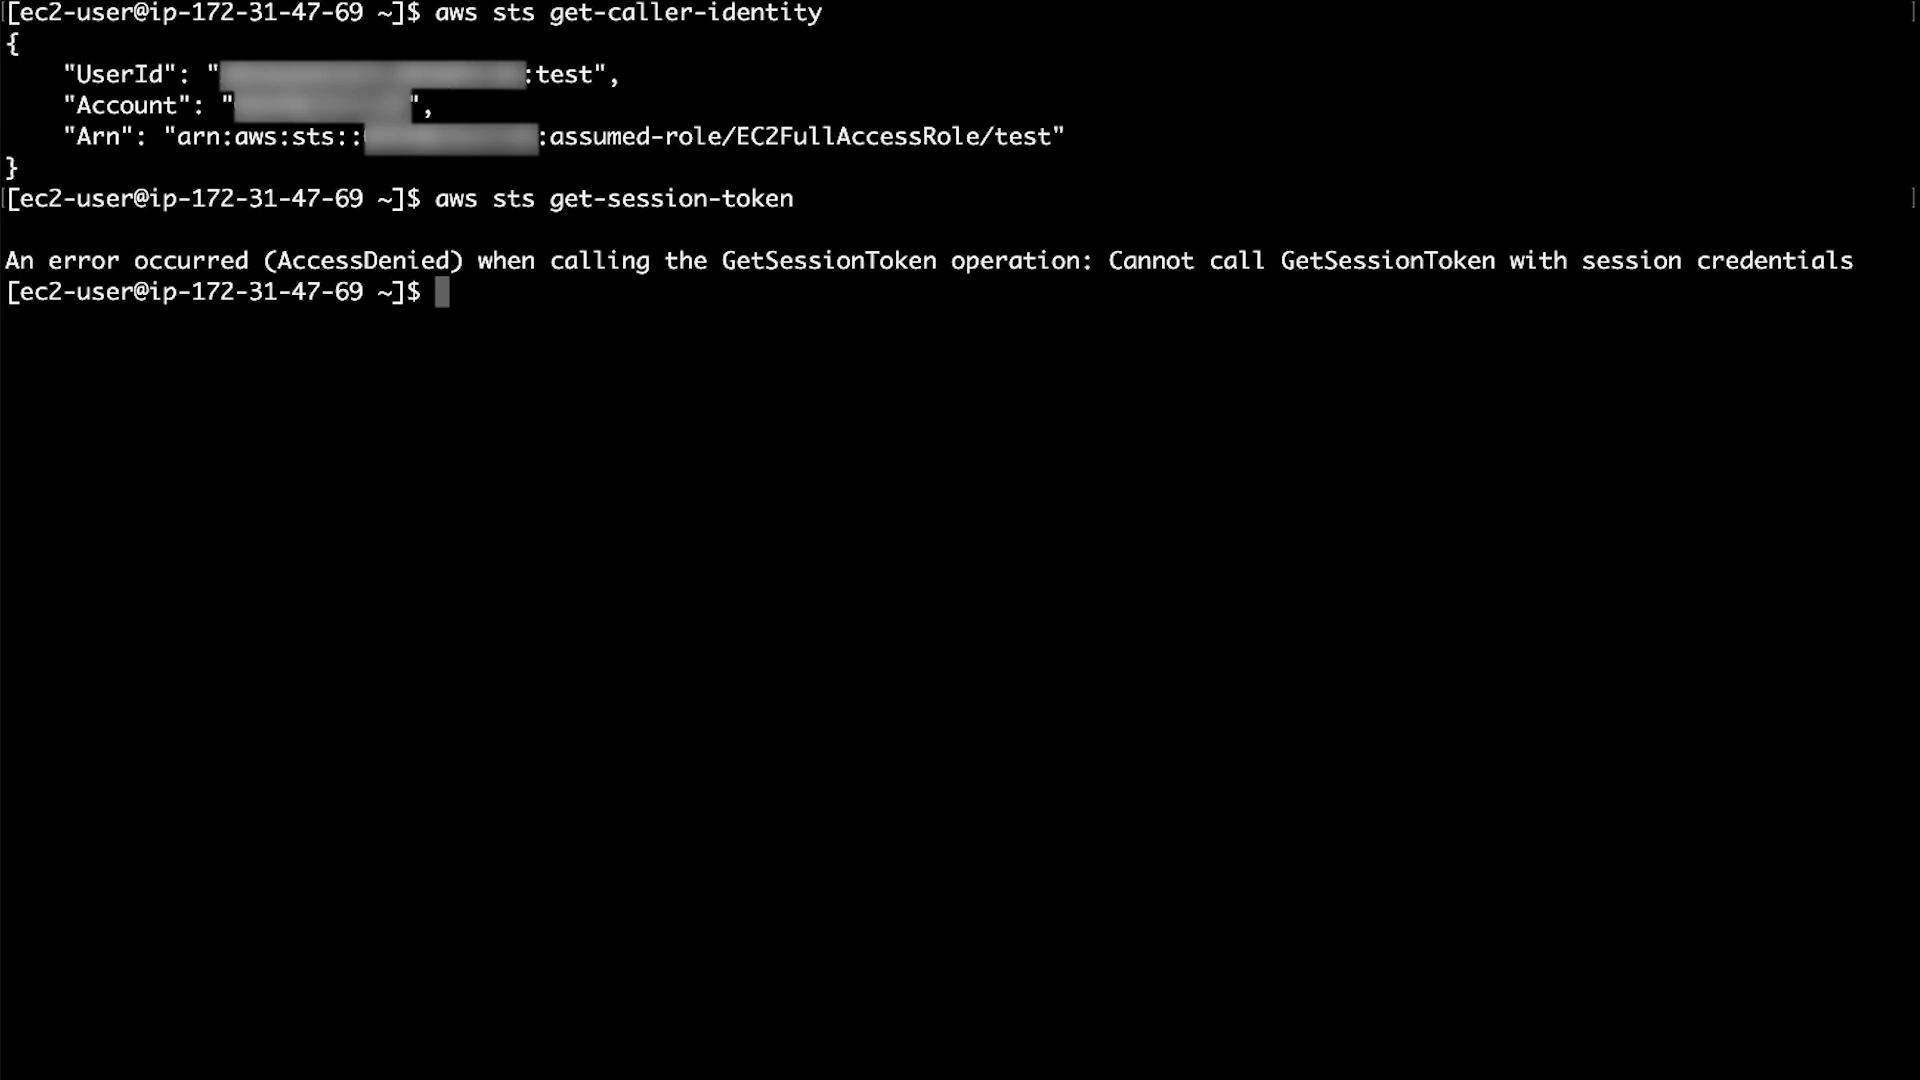 [ec2-user@ip-172-31-47-69 ~]$ aws sts get-caller-identity
{
    "UserId": ":test",
    "Account": "",
    "Arn": "arn:aws:sts:::assumed-role/EC2FullAccessRole/test"
}
[ec2-user@ip-172-31-47-69 ~]$ aws sts get-session-token
An error occurred (AccessDenied) when calling the GetSessionToken operation: Cannot call GetSessionToken with session credentials
[ec2-user@ip-172-31-47-69 ~]$